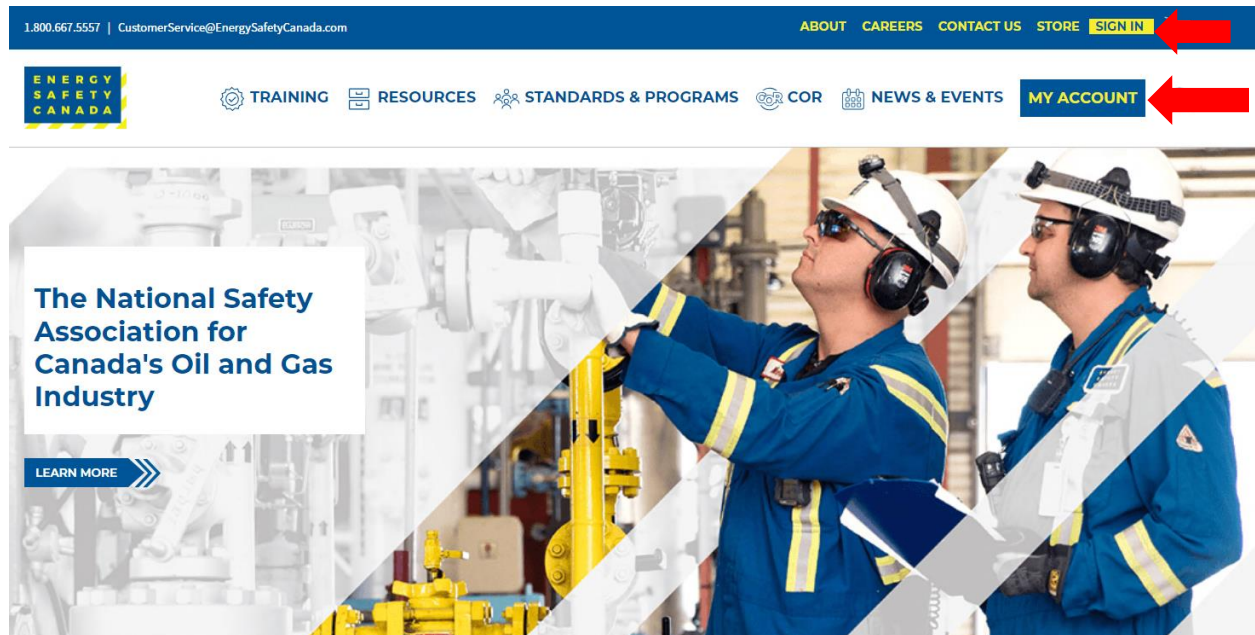 1.800.667.5557 | CustomerService@EnergySafetyCanada.com
ABOUT CAREERS CONTACT US STORE SIGN IN
ENERGY
SAFETY
CANADA
TRAINING RESOURCES STANDARDS & PROGRAMS COR COR NEWS & EVENTS MY ACCOUNT
The National Safety
Association for
Canada's Oil and Gas
Industry
LEARN MORE